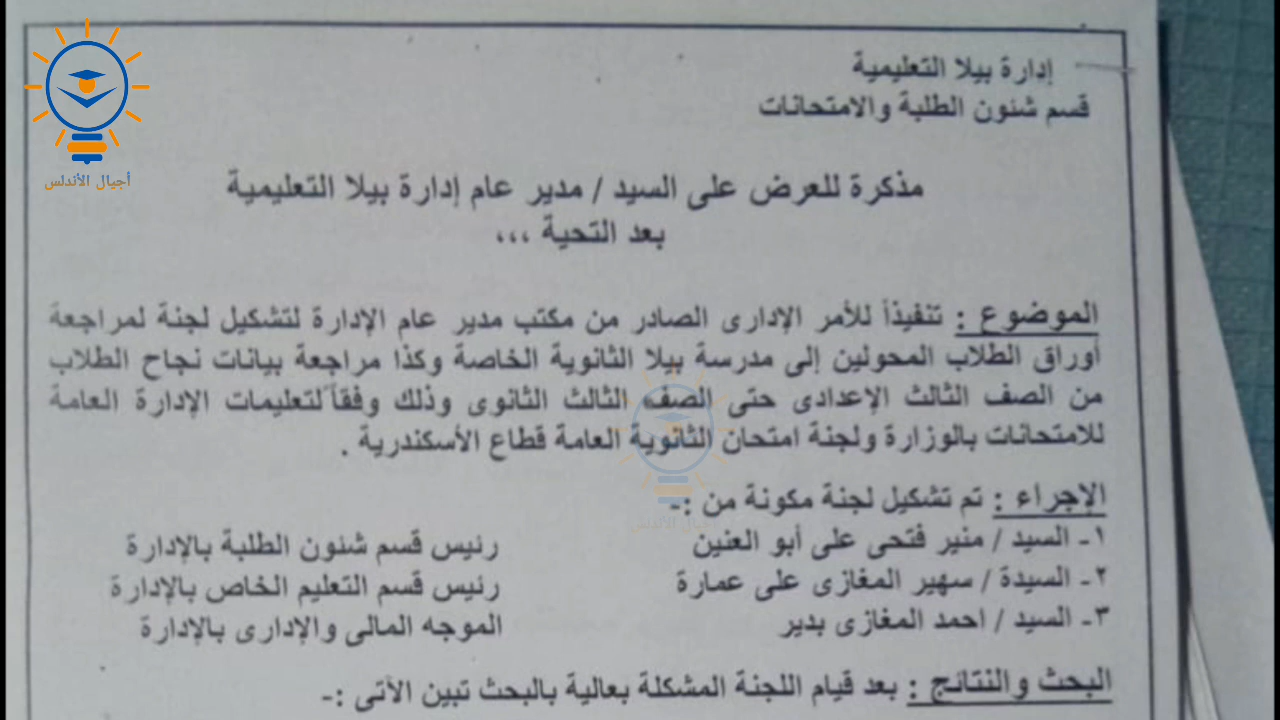 أجيال الأندلس
إدارة بيلا التعليمية
قسم شئون الطلبة والامتحانات
مذكرة للعرض على السيد / مدير عام إدارة بيلا التعليمية
بعد التحية ،،،
الموضوع : تنفيذاً للأمر الإدارى الصادر من مكتب مدير عام الإدارة لتشكيل لجنة لمراجعة
أوراق الطلاب المحولين إلى مدرسة بيلا الثانوية الخاصة وكذا مراجعة بيانات نجاح الطلاب
من الصف الثالث الإعدادى حتى الصف الثالث الثانوى وذلك وفقاً لتعليمات الإدارة العامة
للامتحانات بالوزارة ولجنة امتحان الثانوية العامة قطاع الأسكندرية .
أجيال الأندلس
الإجراء : تم تشكيل لجنة مكونة من :-
١- السيد / منير فتحى على أبو العنين رئيس قسم شئون الطلبة بالإدارة
٢- السيدة / سهير المغازى على عمارة رئيس قسم التعليم الخاص بالإدارة
٣- السيد / احمد المغازى بدير الموجه المالى والإدارى بالإدارة
البحث والنتائج : بعد قيام اللجنة المشكلة بعالية بالبحث تبين الآتى :-